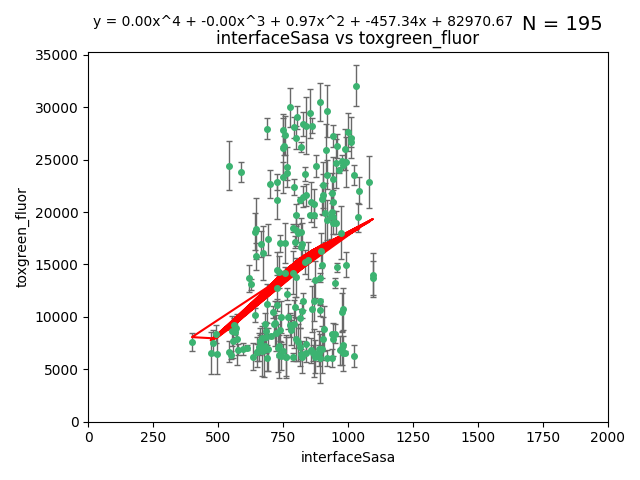 y = 0.00x^4 + -0.00x^3 + 0.97x^2 + -457.34x + 82970.67 N = 195
interfaceSasa vs toxgreen_fluor
35000
30000
25000
20000
15000
10000
5000
0
toxgreen_fluor
0 250 500 750 1000 1250 1500 1750 2000
interfaceSasa